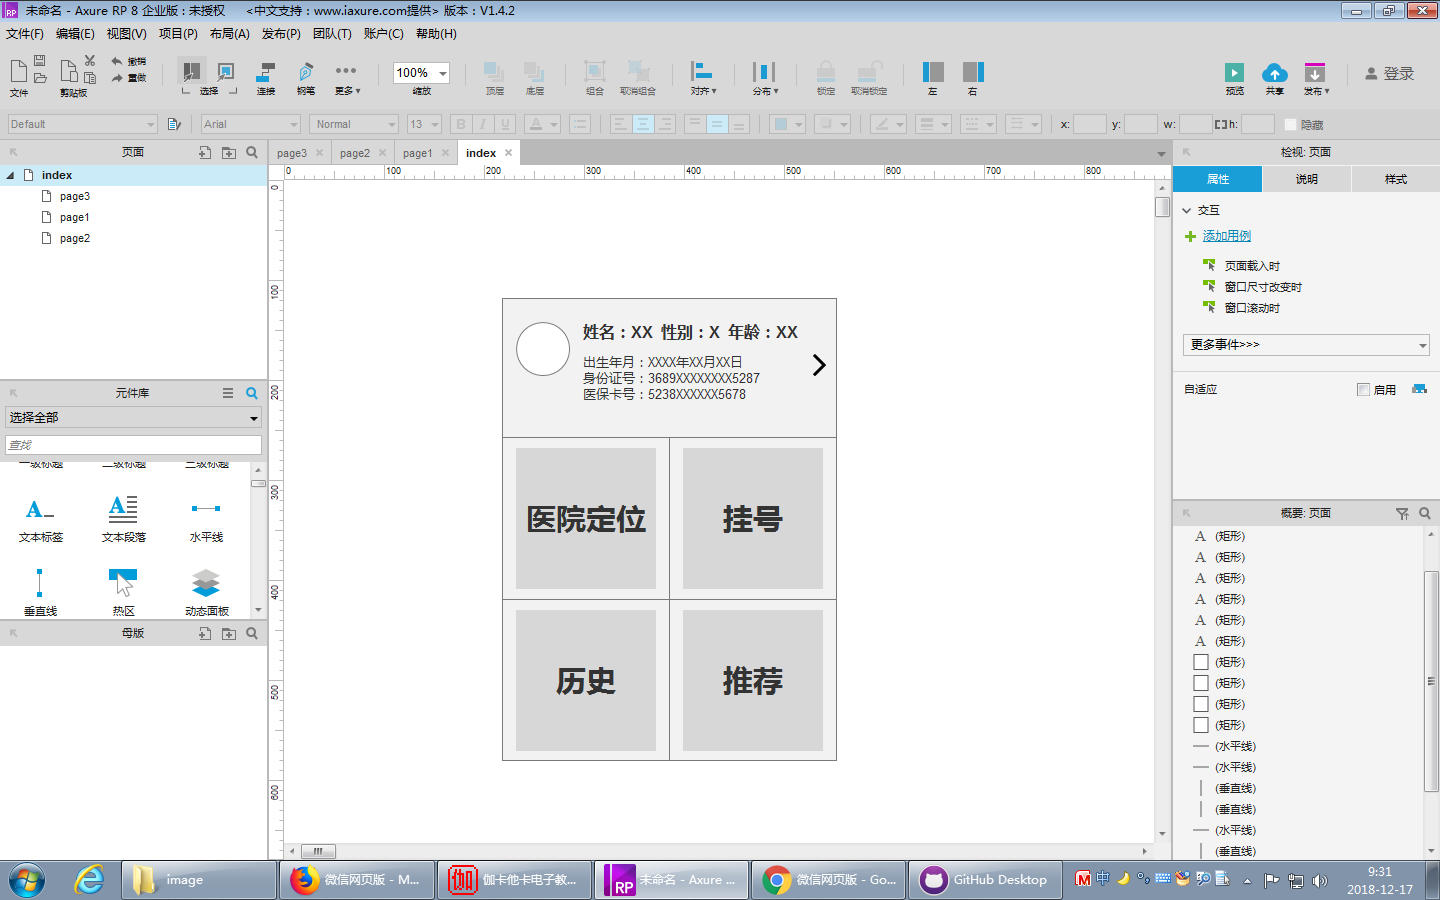 未命名 - Axure RP 8 企业版 : 未授权 <中文支持 : www.iaxure.com提供> 版本 : V1.4.2
文件(F) 编辑(E) 视图(V) 项目(P) 布局(A) 发布(P) 团队(T) 账户(C) 帮助(H)
文件 剪贴板 撤销 重做 选择 连接 钢笔 更多 100% 缩放 顶层 底层 组合 取消组合 对齐 分布 锁定 取消锁定 左 右 预览 共享 发布 登录
Default Arial Normal 13 B I U A x: y: w: h: 隐藏
页面
index
page3
page1
page2
元件库
选择全部
查找
一级标题 二级标题 三级标题
文本标签 文本段落 水平线
垂直线 热区 动态面板
母版
page3 page2 page1 index
0 100 200 300 400 500 600 700 800
0
100
200
300
400
500
600
姓名 : XX 性别 : X 年龄 : XX
出生年月 : XXXX年XX月XX日
身份证号 : 3689XXXXXXXX5287
医保卡号 : 5238XXXXXX5678
医院定位 挂号
历史 推荐
检视: 页面
属性 说明 样式
交互
添加用例
页面载入时
窗口尺寸改变时
窗口滚动时
更多事件>>>
自适应 启用
概要: 页面
A (矩形)
A (矩形)
A (矩形)
A (矩形)
A (矩形)
A (矩形)
(矩形)
(矩形)
(矩形)
(矩形)
(水平线)
(水平线)
(垂直线)
(垂直线)
(水平线)
(垂直线)
image 微信网页版 - M... 伽卡他卡电子教... 未命名 - Axure ... 微信网页版 - Go... GitHub Desktop 中 9:31
2018-12-17